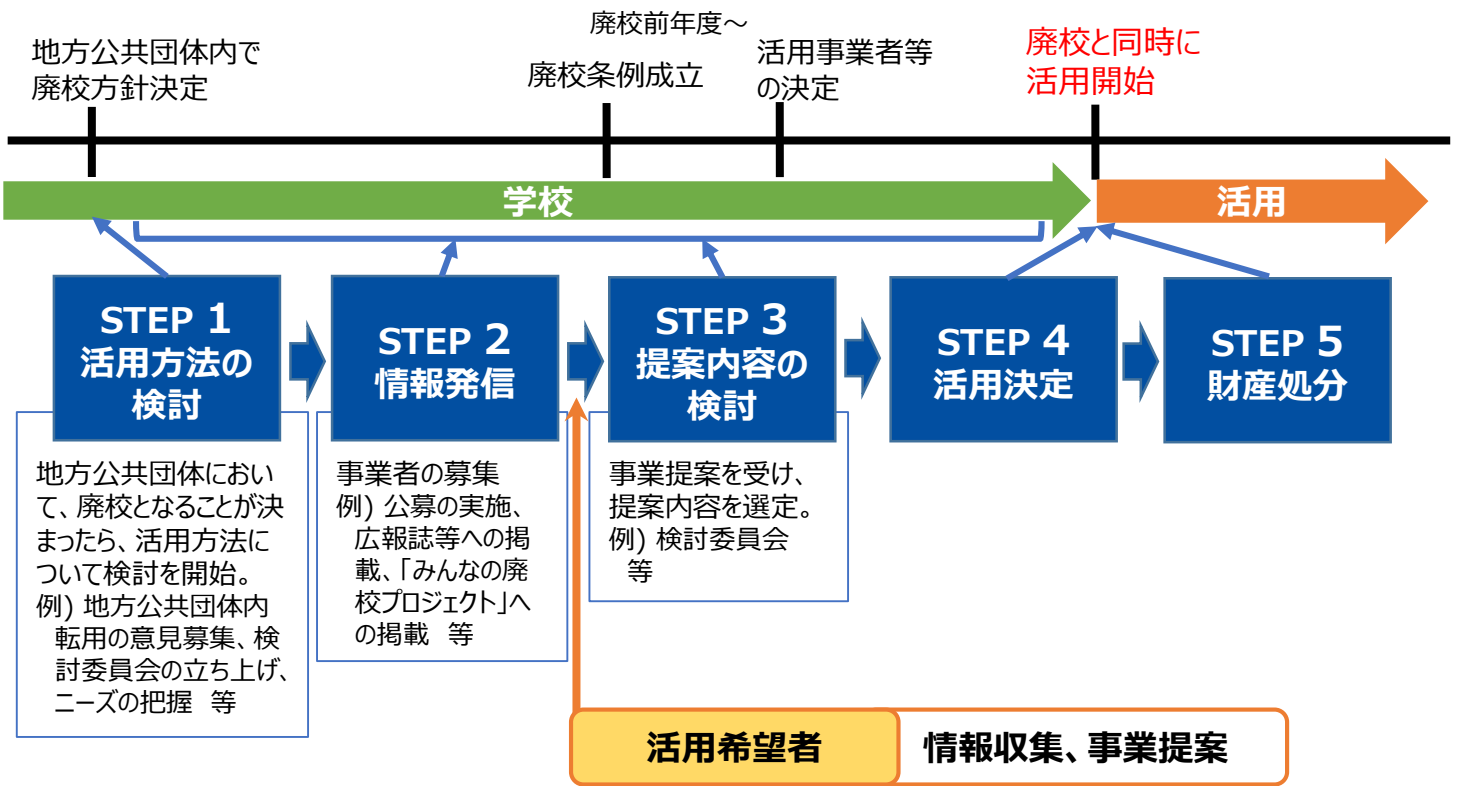 廃校前年度～
地方公共団体内で
廃校方針決定
廃校条例成立
活用事業者等
の決定
廃校と同時に
活用開始
学校
活用
STEP 1
活用方法の
検討
STEP 2
情報発信
STEP 3
提案内容の
検討
STEP 4
活用決定
STEP 5
財産処分
地方公共団体におい
て、廃校となることが決
まったら、活用方法に
ついて検討を開始。
例) 地方公共団体内
転用の意見募集、検
討委員会の立ち上げ、
ニーズの把握 等
事業者の募集
例) 公募の実施、
広報誌等への掲
載、「みんなの廃
校プロジェクト」へ
の掲載 等
事業提案を受け、
提案内容を選定。
例) 検討委員会
等
活用希望者
情報収集、事業提案